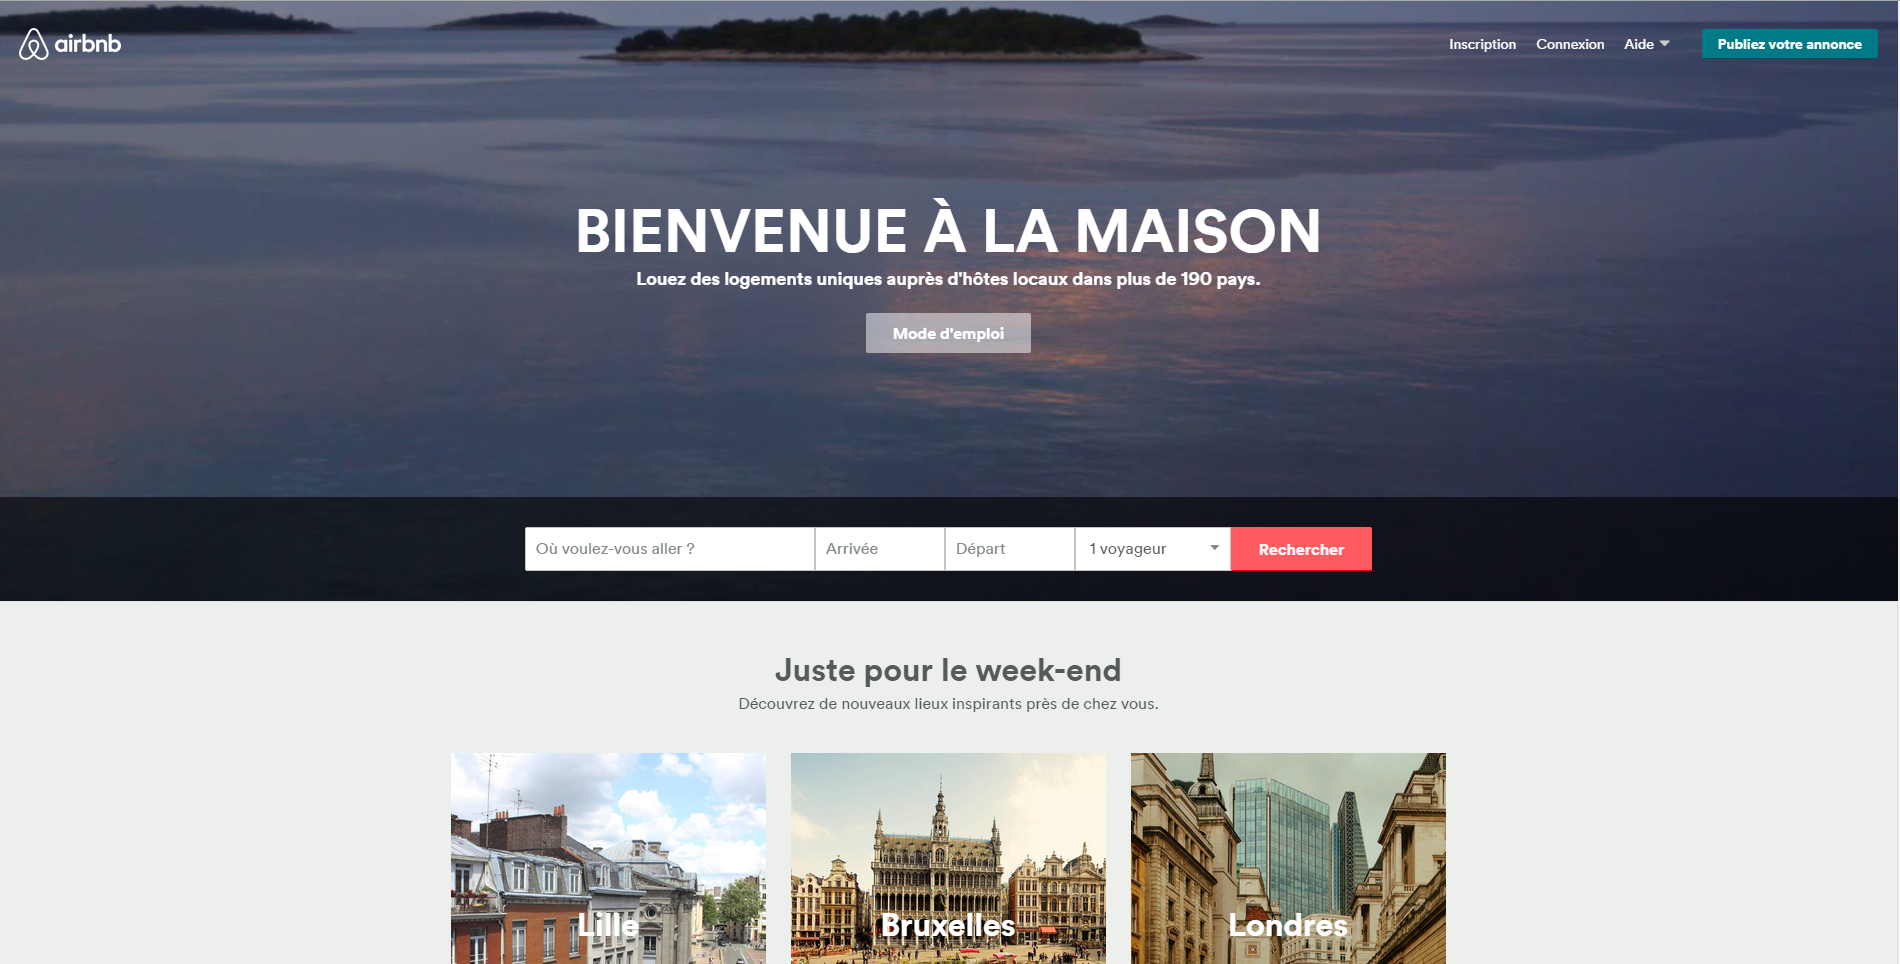 airbnb
Inscription Connexion Aide Publiez votre annonce
BIENVENUE À LA MAISON
Louez des logements uniques auprès d'hôtes locaux dans plus de 190 pays.
Mode d'emploi
Où voulez-vous aller ? Arrivée Départ 1 voyageur Rechercher
Juste pour le week-end
Découvrez de nouveaux lieux inspirants près de chez vous.
Lille Bruxelles Londres